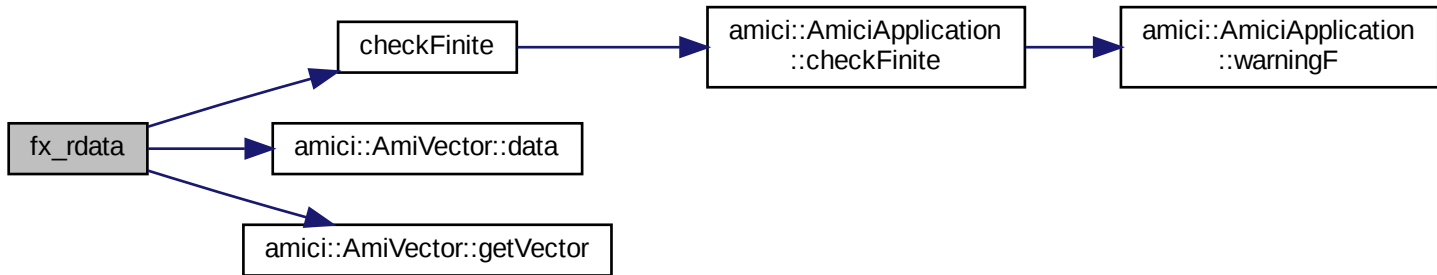 fx_rdata
checkFinite
amici::AmiciApplication
::checkFinite
amici::AmiciApplication
::warningF
amici::AmiVector::data
amici::AmiVector::getVector